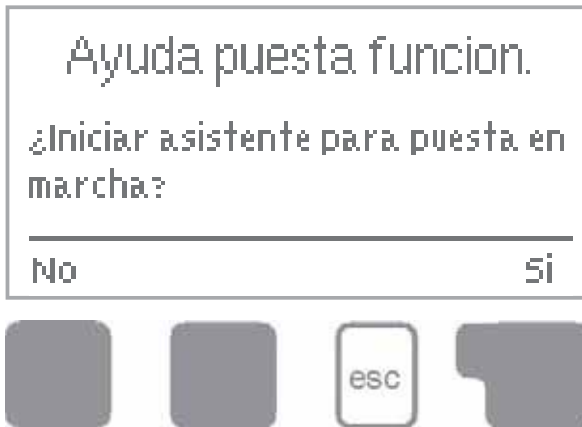 Ayuda puesta funcion.
¿Iniciar asistente para puesta en
marcha?
No Si
esc